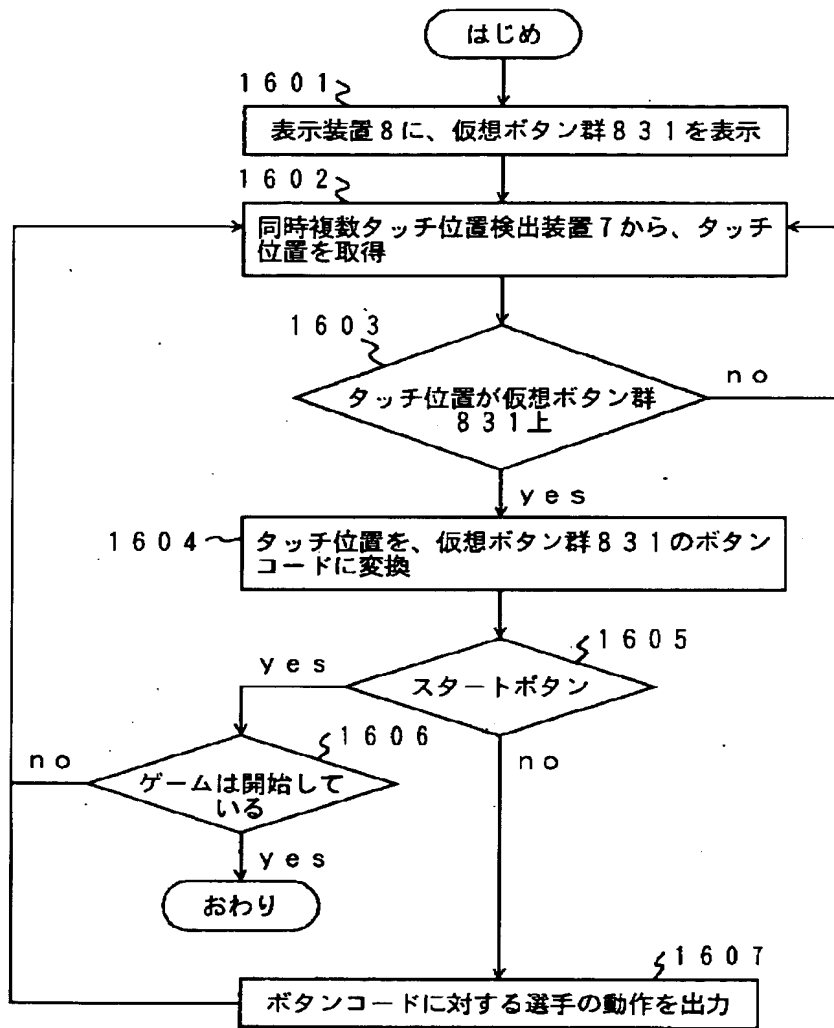 はじめ
1601
表示装置8に、仮想ボタン群831を表示
1602
同時複数タッチ位置検出装置7から、タッチ
位置を取得
1603
タッチ位置が仮想ボタン群
831上
no
yes
1604
タッチ位置を、仮想ボタン群831のボタン
コードに変換
1605
スタートボタン
yes
no
1606
ゲームは開始して
いる
no
yes
おわり
1607
ボタンコードに対する選手の動作を出力